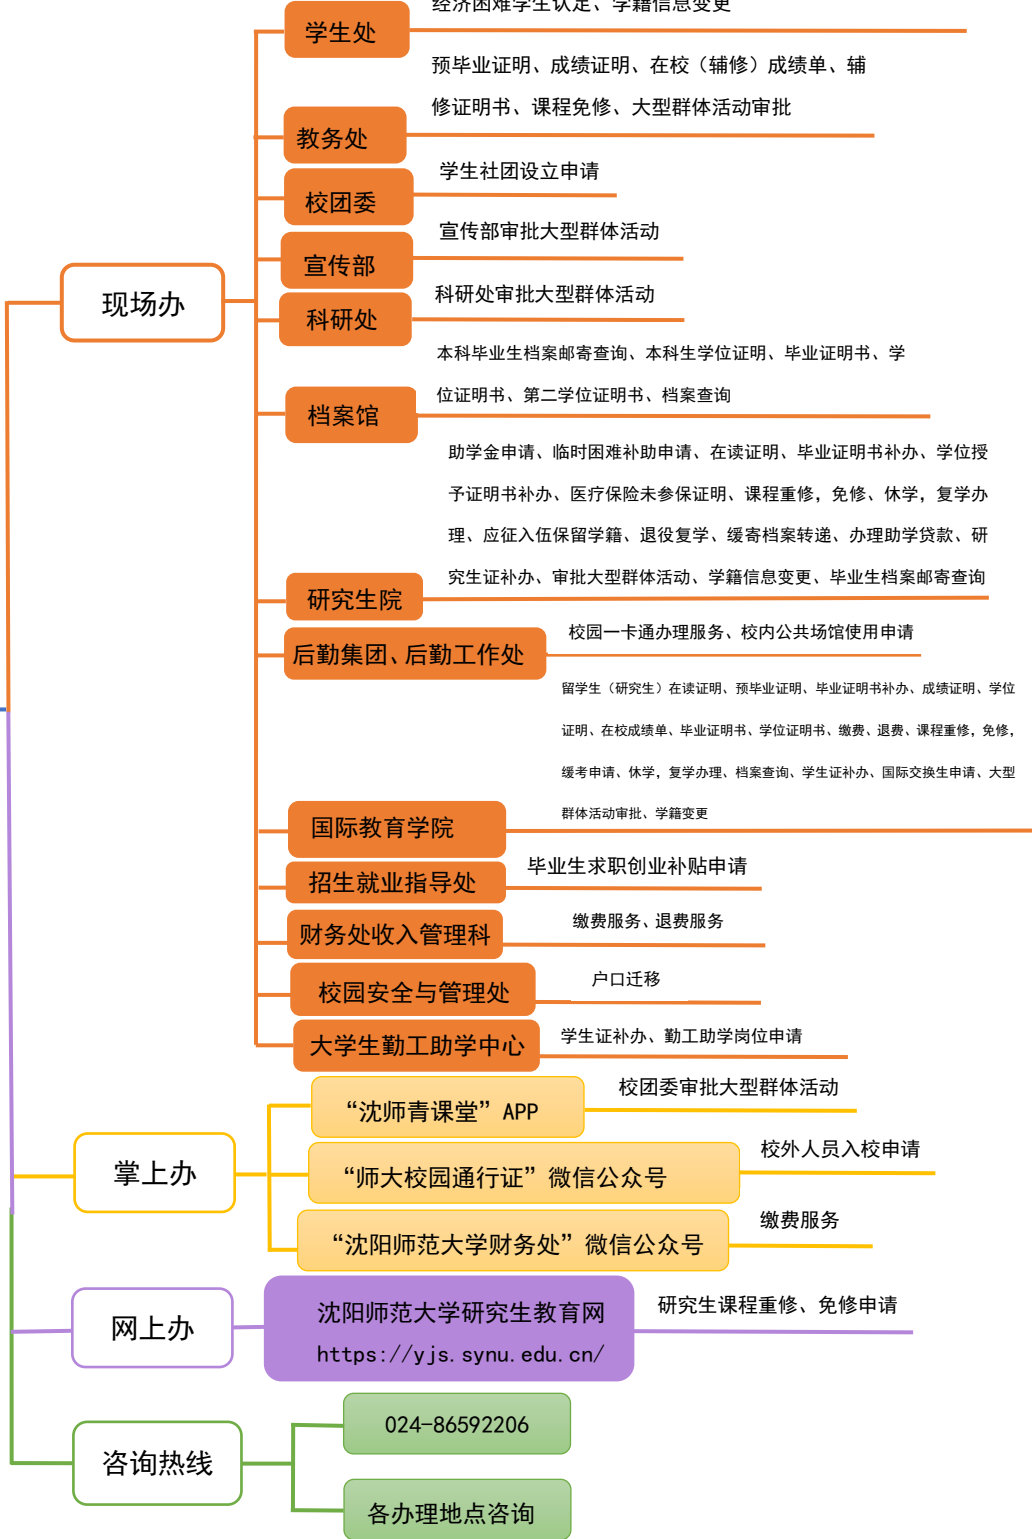 经济困难学生认定、学籍信息变更
学生处
预毕业证明、成绩证明、在校（辅修）成绩单、辅
修证明书、课程免修、大型群体活动审批
教务处
学生社团设立申请
校团委
宣传部审批大型群体活动
宣传部
科研处审批大型群体活动
科研处
现场办
本科毕业生档案邮寄查询、本科生学位证明、毕业证明书、学
位证明书、第二学位证明书、档案查询
档案馆
助学金申请、临时困难补助申请、在读证明、毕业证明书补办、学位授
予证明书补办、医疗保险未参保证明、课程重修，免修、休学，复学办
理、应征入伍保留学籍、退役复学、缓寄档案转递、办理助学贷款、研
究生证补办、审批大型群体活动、学籍信息变更、毕业生档案邮寄查询
研究生院
校园一卡通办理服务、校内公共场馆使用申请
后勤集团、后勤工作处
留学生（研究生）在读证明、预毕业证明、毕业证明书补办、成绩证明、学位
证明、在校成绩单、毕业证明书、学位证明书、缴费、退费、课程重修，免修，
缓考申请、休学，复学办理、档案查询、学生证补办、国际交换生申请、大型
群体活动审批、学籍变更
国际教育学院
毕业生求职创业补贴申请
招生就业指导处
缴费服务、退费服务
财务处收入管理科
户口迁移
校园安全与管理处
学生证补办、勤工助学岗位申请
大学生勤工助学中心
校团委审批大型群体活动
“沈师青课堂”APP
校外人员入校申请
掌上办
“师大校园通行证”微信公众号
缴费服务
“沈阳师范大学财务处”微信公众号
研究生课程重修、免修申请
网上办
沈阳师范大学研究生教育网
https://yjs.synu.edu.cn/
024-86592206
咨询热线
各办理地点咨询